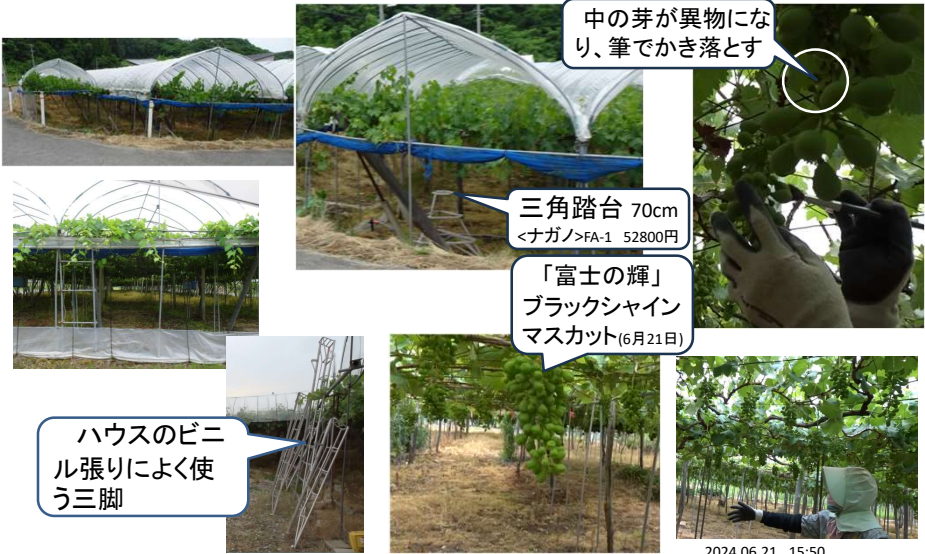 中の芽が異物にな
り、筆でかき落とす
三角踏台 70cm
<ナガノ>FA-1 52800円
「富士の輝」
ブラックシャイン
マスカット(6月21日)
ハウスのビニ
ル張りによく使
う三脚
2024.06.21 15:50